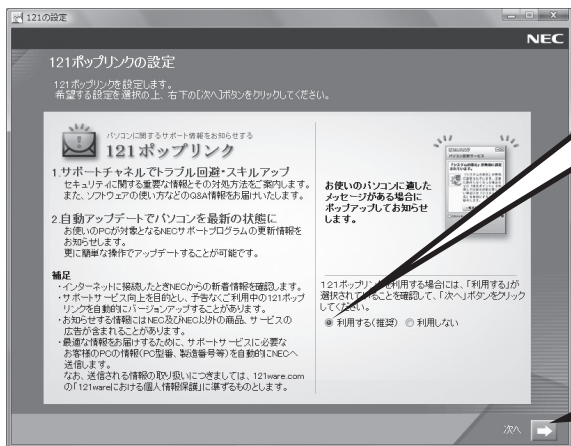 121の設定
NEC
121ポップリンクの設定
121ポップリンクを設定します。
希望する設定を選択の上、右下の[次へ]ボタンをクリックしてください。
パソコンに関するサポート情報をお知らせする
121ポップリンク
1.サポートチャネルでトラブル回避・スキルアップ
セキュリティに関する重要な情報とその対処方法をご案内します。
また、ソフトウェアの使い方などのQ&A情報をお届けいたします。
2.自動アップデートでパソコンを最新の状態に
お使いのPCが対象となるNECサポートプログラムの更新情報を
お知らせします。
更に簡単な操作でアップデートすることが可能です。
補足
・インターネットに接続したときNECからの新着情報を確認します。
・サポートサービス向上を目的とし、予告なくご利用中の121ポップ
リンクを自動的にバージョンアップすることがあります。
・お知らせする情報にはNEC及びNEC以外の商品、サービスの
広告が含まれることがあります。
・最適な情報をお届けするために、サポートサービスに必要な
お客様のPCの情報(PC型番、製造番号等)を自動的にNECへ
送信します。
なお、送信される情報の取り扱いにつきましては、121ware.com
の「121wareにおける個人情報保護」に準ずるものとします。
お使いのパソコンに適した
メッセージがある場合に
ポップアップしてお知らせ
します。
121ポップリンクを利用する場合には、「利用する」が
選択されていることを確認して、「次へ」ボタンをクリック
してください。
利用する(推奨) 利用しない
次へ